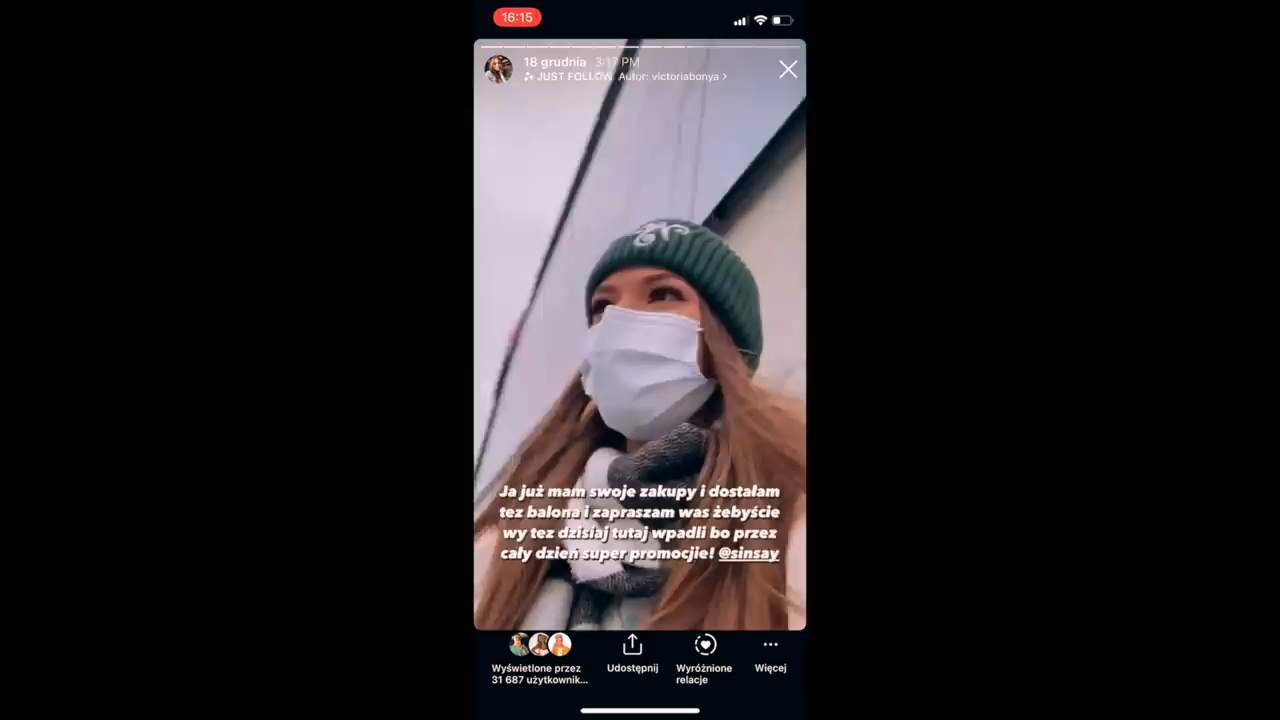 16:15
18 grudnia 3:17 PM
JUST FOLLOW Autor: victoriabonya >
Ja już mam swoje zakupy i dostałam
tez balona i zapraszam was żebyście
wy tez dzisiaj tutaj wpadli bo przez
cały dzień super promocjie! @sinsay
Wyświetlone przez
31 687 użytkownik...
Udostępnij
Wyróżnione
relacje
Więcej